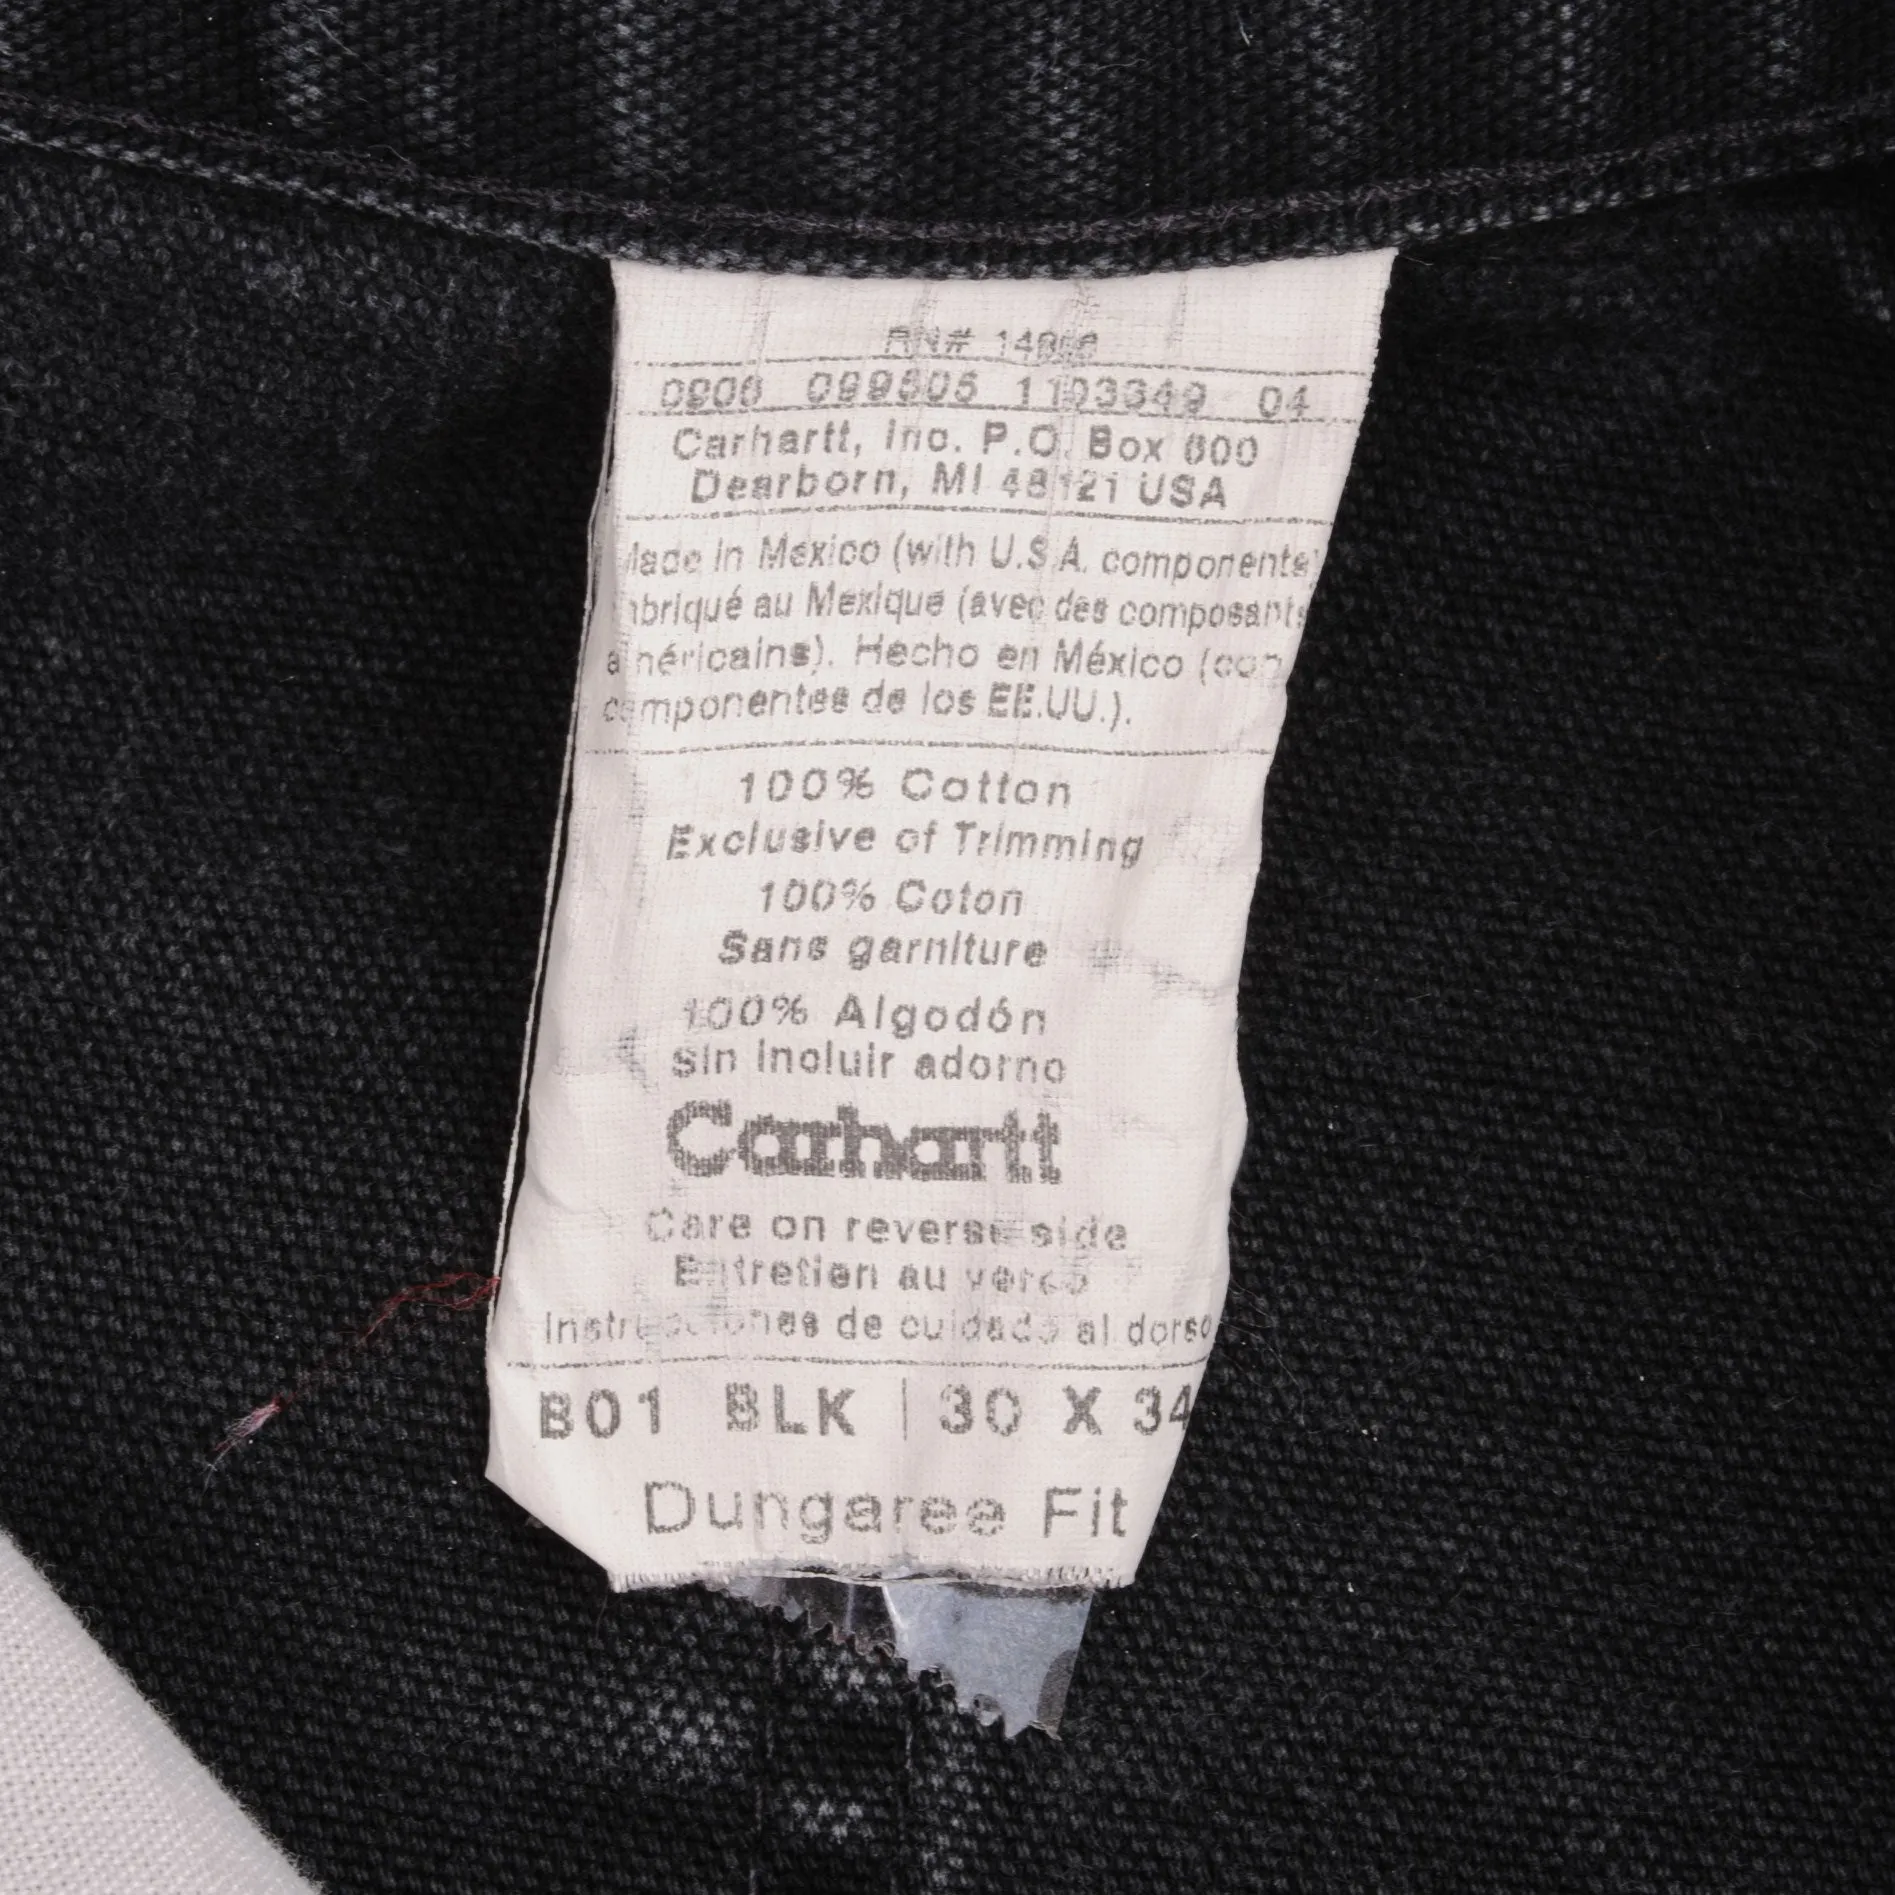 RN# 14806
0906 099505 1103349 04
Carhartt, Inc. P.O. Box 600
Dearborn, MI 48121 USA
Made in Mexico (with U.S.A. components)
abriqué au Mexique (avec des composants
américains). Hecho en México (con
componentes de los EE.UU.).
100% Cotton
Exclusive of Trimming
100% Coton
Sans garniture
100% Algodón
Sin incluir adorno
Carhartt
Care on reverse side
Entretien au verso
Instrucciones de cuidado al dorso
B01 BLK | 30 X 34
Dungaree Fit